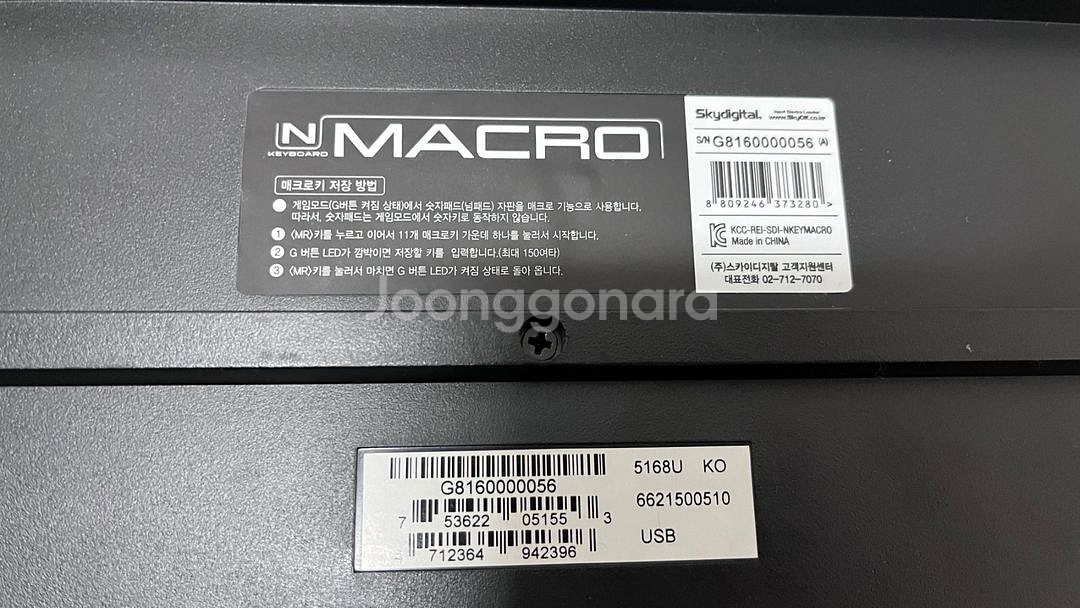 N
KEYBOARD
MACRO
매크로키 저장 방법
게임모드(G버튼 켜짐 상태)에서 숫자패드(넘패드) 자판을 매크로 기능으로 사용합니다.
따라서, 숫자패드는 게임모드에서 숫자키로 동작하지 않습니다.
1 <MR>키를 누르고 이어서 11개 매크로키 가운데 하나를 눌러서 시작합니다.
2 G 버튼 LED가 깜박이면 저장할 키를 입력합니다.(최대 150여타)
3 <MR>키를 눌러서 마치면 G 버튼 LED가 켜짐 상태로 돌아 옵니다.
Skydigital.
www.SkyOK.co.kr
S/N G8160000056 (A)
8 809246 373280 >
KCC-REI-SDI-NKEYMACRO
Made in CHINA
(주)스카이디지탈 고객지원센터
대표전화 02-712-7070
Joonggonara
G8160000056
7 53622 05155 3
712364 942396
5168U KO
6621500510
USB